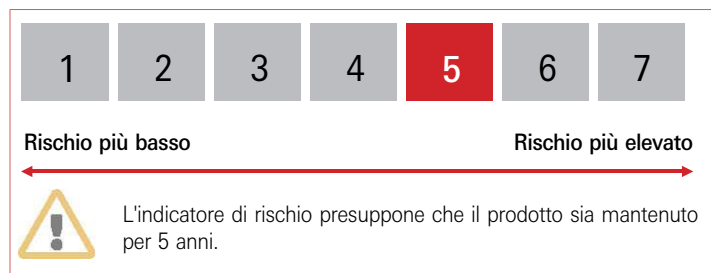 1 2 3 4 5 6 7
Rischio più basso Rischio più elevato
L'indicatore di rischio presuppone che il prodotto sia mantenuto
per 5 anni.